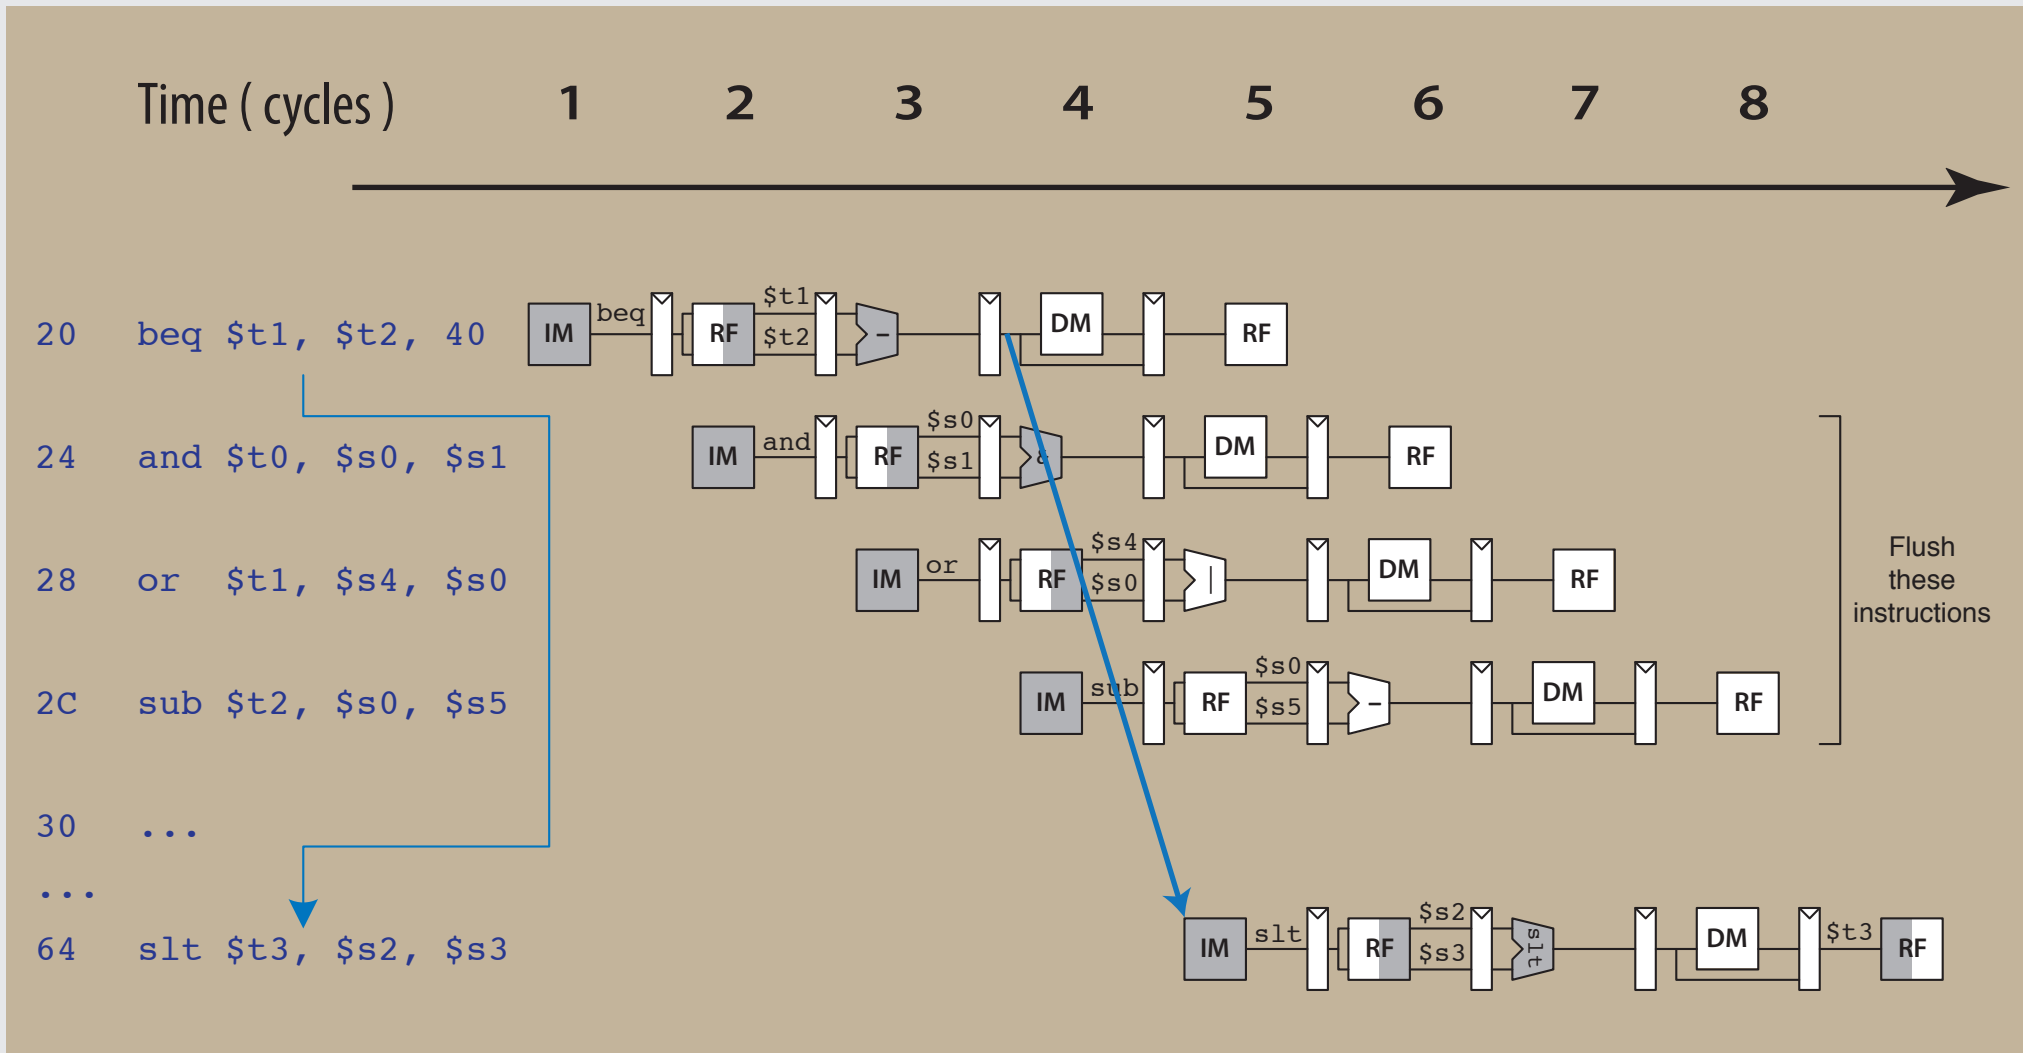 Time ( cycles ) 1 2 3 4 5 6 7 8
20 beq $t1, $t2, 40 IM beq RF $t1 $t2 - DM RF
24 and $t0, $s0, $s1 IM and RF $s0 $s1 & DM RF
28 or $t1, $s4, $s0 IM or RF $s4 $s0 | DM RF
2C sub $t2, $s0, $s5 IM sub RF $s0 $s5 - DM RF
Flush
these
instructions
30 ...
...
64 slt $t3, $s2, $s3 IM slt RF $s2 $s3 slt DM $t3 RF